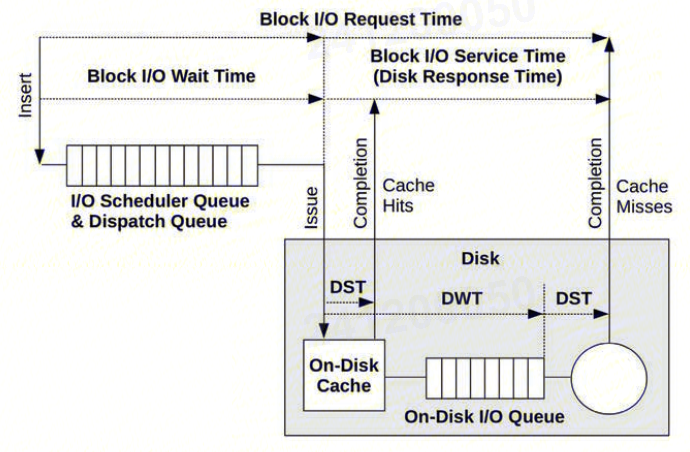 Block I/O Request Time
Block I/O Wait Time
Block I/O Service Time
(Disk Response Time)
Insert
I/O Scheduler Queue
& Dispatch Queue
Issue
Completion
Cache
Hits
Completion
Cache
Misses
Disk
DST
DWT
DST
On-Disk
Cache
On-Disk I/O Queue